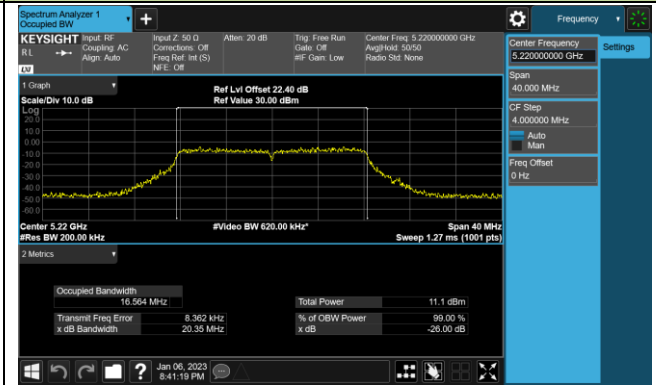 Spectrum Analyzer 1
Occupied BW
+
Frequency
KEYSIGHT
RL
LXI
Input: RF
Coupling: AC
Align: Auto
Input Z: 50 Ω
Corrections: Off
Freq Ref: Int (S)
NFE: Off
Atten: 20 dB
Trig: Free Run
Gate: Off
#IF Gain: Low
Center Freq: 5.220000000 GHz
Avg|Hold: 50/50
Radio Std: None
Center Frequency
5.220000000 GHz
Settings
Span
40.000 MHz
CF Step
4.000000 MHz
Auto
Man
Freq Offset
0 Hz
1 Graph
Scale/Div 10.0 dB
Ref Lvl Offset 22.40 dB
Ref Value 30.00 dBm
Log
20.0
10.0
0.00
-10.0
-20.0
-30.0
-40.0
-50.0
-60.0
Center 5.22 GHz
#Video BW 620.00 kHz*
Span 40 MHz
#Res BW 200.00 kHz
Sweep 1.27 ms (1001 pts)
2 Metrics
Occupied Bandwidth
16.564 MHz
Total Power 11.1 dBm
Transmit Freq Error 8.362 kHz
% of OBW Power 99.00 %
x dB Bandwidth 20.35 MHz
x dB -26.00 dB
?
Jan 06, 2023
8:41:19 PM